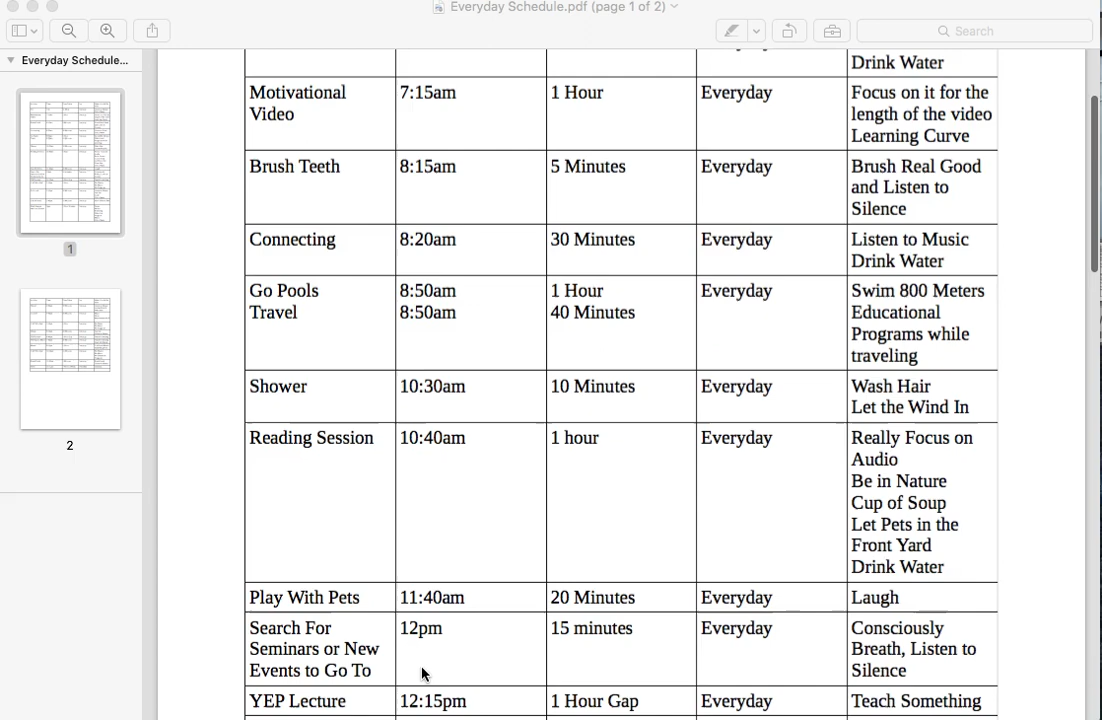 Everyday Schedule.pdf (page 1 of 2)
Search
Everyday Schedule...
1
2
Drink Water
Motivational Video 7:15am 1 Hour Everyday Focus on it for the
length of the video
Learning Curve
Brush Teeth 8:15am 5 Minutes Everyday Brush Real Good
and Listen to
Silence
Connecting 8:20am 30 Minutes Everyday Listen to Music
Drink Water
Go Pools 8:50am 1 Hour Everyday Swim 800 Meters
Travel 8:50am 40 Minutes Educational
Programs while
traveling
Shower 10:30am 10 Minutes Everyday Wash Hair
Let the Wind In
Reading Session 10:40am 1 hour Everyday Really Focus on
Audio
Be in Nature
Cup of Soup
Let Pets in the
Front Yard
Drink Water
Play With Pets 11:40am 20 Minutes Everyday Laugh
Search For 12pm 15 minutes Everyday Consciously
Seminars or New Breath, Listen to
Events to Go To Silence
YEP Lecture 12:15pm 1 Hour Gap Everyday Teach Something